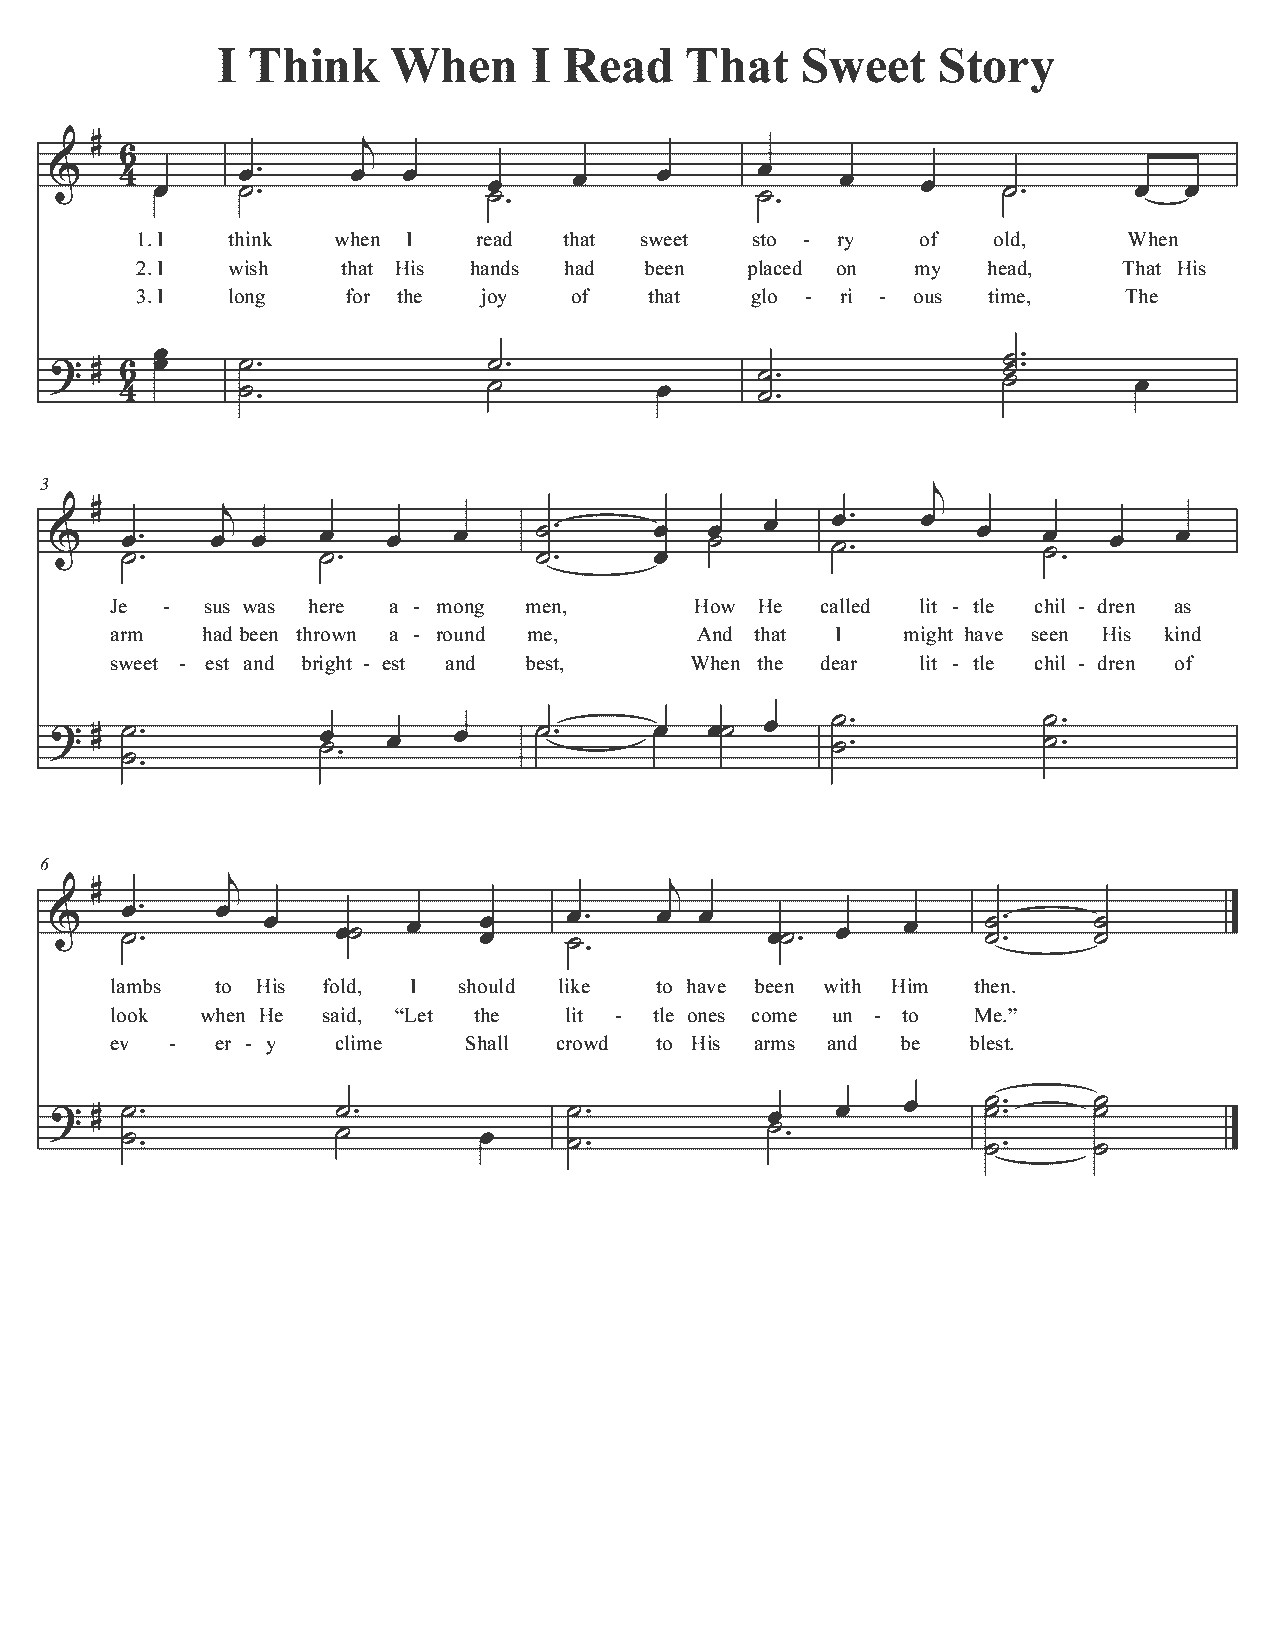 I Think When I Read That Sweet Story
6
4
1. I think when I read that sweet sto - ry of old, When
2. I wish that His hands had been placed on my head, That His
3. I long for the joy of that glo - ri - ous time, The
6
4
3
Je - sus was here a - mong men, How He called lit - tle chil - dren as
arm had been thrown a - round me, And that I might have seen His kind
sweet - est and bright - est and best, When the dear lit - tle chil - dren of
6
lambs to His fold, I should like to have been with Him then.
look when He said, “Let the lit - tle ones come un - to Me.”
ev - er - y clime Shall crowd to His arms and be blest.